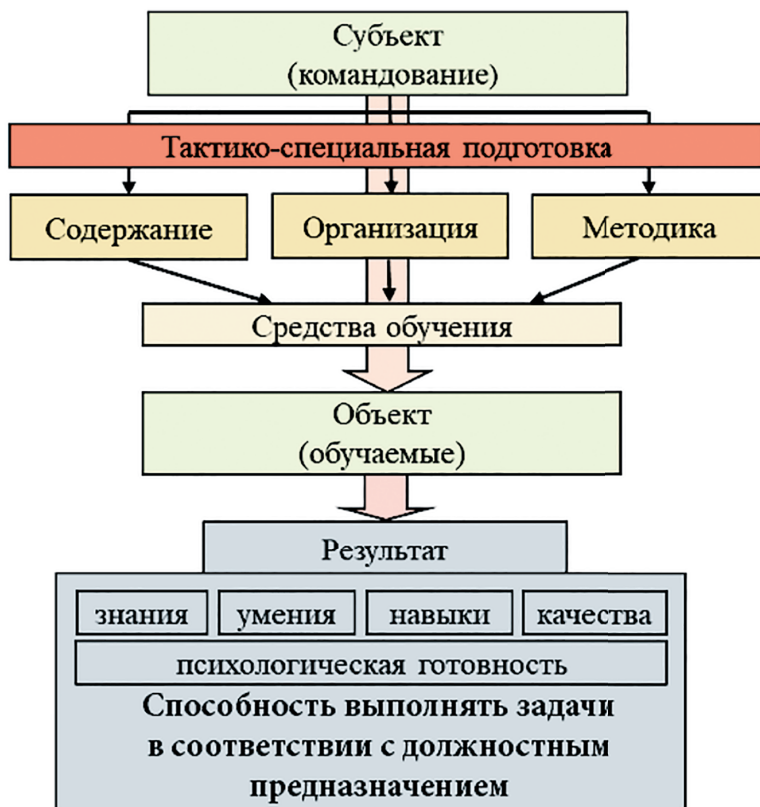 Субъект
(командование)
Тактико-специальная подготовка
Содержание
Организация
Методика
Средства обучения
Объект
(обучаемые)
Результат
знания
умения
навыки
качества
психологическая готовность
Способность выполнять задачи
в соответствии с должностным
предназначением